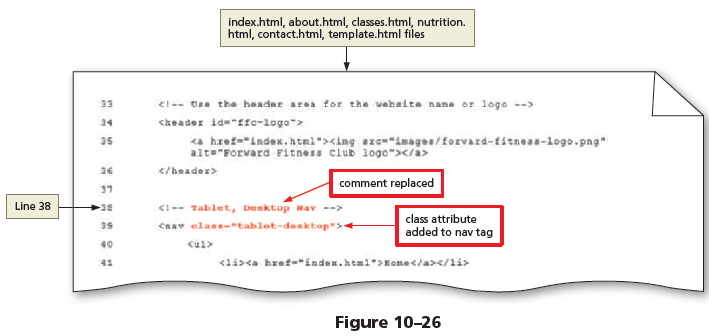 index.html, about.html, classes.html, nutrition.
html, contact.html, template.html files
33 <!-- Use the header area for the website name or logo -->
34 <header id="ffc-logo">
35 <a href="index.html"><img src="images/forward-fitness-logo.png"
alt="Forward Fitness Club logo"></a>
36 </header>
37
comment replaced
Line 38
38 <!-- Tablet, Desktop Nav -->
39 <nav class="tablet-desktop">
class attribute
added to nav tag
40 <ul>
41 <li><a href="index.html">Home</a></li>
Figure 10–26